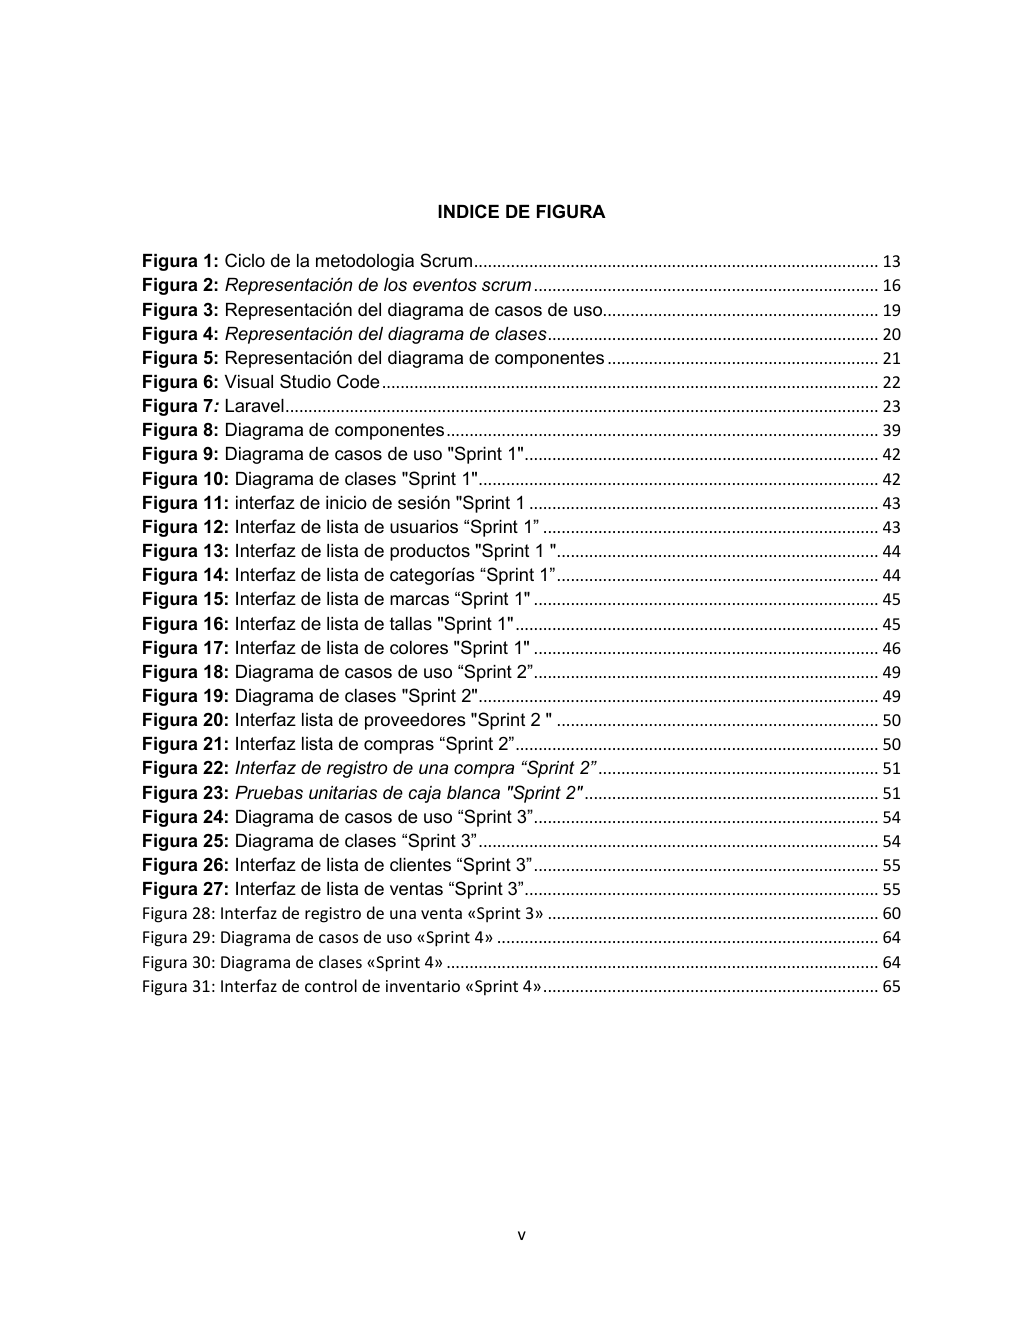 INDICE DE FIGURA
Figura 1: Ciclo de la metodologia Scrum........................................................................................ 13
Figura 2: Representación de los eventos scrum........................................................................... 16
Figura 3: Representación del diagrama de casos de uso............................................................ 19
Figura 4: Representación del diagrama de clases........................................................................ 20
Figura 5: Representación del diagrama de componentes........................................................... 21
Figura 6: Visual Studio Code............................................................................................................ 22
Figura 7: Laravel................................................................................................................................. 23
Figura 8: Diagrama de componentes.............................................................................................. 39
Figura 9: Diagrama de casos de uso "Sprint 1"............................................................................. 42
Figura 10: Diagrama de clases "Sprint 1"....................................................................................... 42
Figura 11: interfaz de inicio de sesión "Sprint 1 ............................................................................ 43
Figura 12: Interfaz de lista de usuarios “Sprint 1” ......................................................................... 43
Figura 13: Interfaz de lista de productos "Sprint 1 "...................................................................... 44
Figura 14: Interfaz de lista de categorías “Sprint 1”...................................................................... 44
Figura 15: Interfaz de lista de marcas “Sprint 1" ........................................................................... 45
Figura 16: Interfaz de lista de tallas "Sprint 1"............................................................................... 45
Figura 17: Interfaz de lista de colores "Sprint 1" ........................................................................... 46
Figura 18: Diagrama de casos de uso “Sprint 2”........................................................................... 49
Figura 19: Diagrama de clases "Sprint 2"....................................................................................... 49
Figura 20: Interfaz lista de proveedores "Sprint 2 " ...................................................................... 50
Figura 21: Interfaz lista de compras “Sprint 2”............................................................................... 50
Figura 22: Interfaz de registro de una compra “Sprint 2”............................................................. 51
Figura 23: Pruebas unitarias de caja blanca "Sprint 2"................................................................ 51
Figura 24: Diagrama de casos de uso “Sprint 3”........................................................................... 54
Figura 25: Diagrama de clases “Sprint 3”....................................................................................... 54
Figura 26: Interfaz de lista de clientes “Sprint 3”........................................................................... 55
Figura 27: Interfaz de lista de ventas “Sprint 3”............................................................................. 55
Figura 28: Interfaz de registro de una venta «Sprint 3» ........................................................................ 60
Figura 29: Diagrama de casos de uso «Sprint 4» ................................................................................... 64
Figura 30: Diagrama de clases «Sprint 4» .............................................................................................. 64
Figura 31: Interfaz de control de inventario «Sprint 4»......................................................................... 65
v